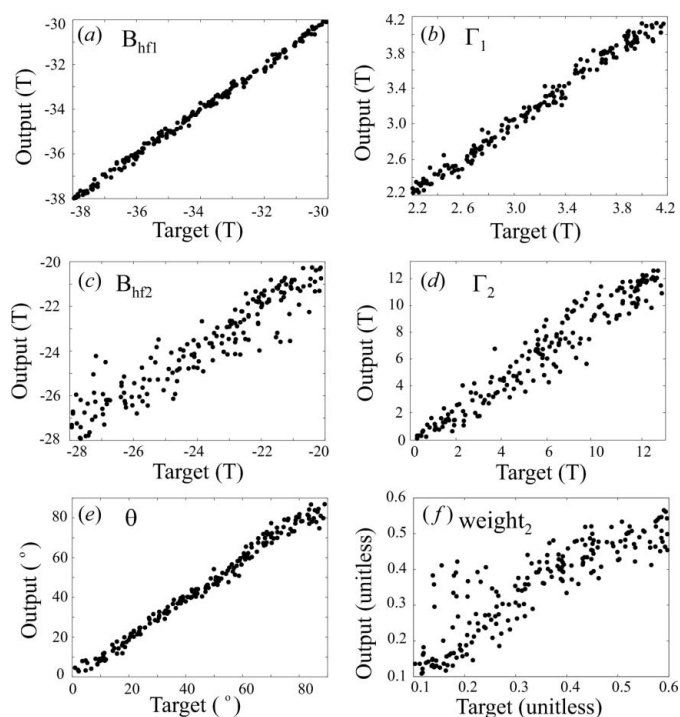 (a) B_hf1
Output (T)
-30
-32
-34
-36
-38
-38 -36 -34 -32 -30
Target (T)
(b) Γ₁
Output (T)
4.2
3.8
3.4
3.0
2.6
2.2
2.2 2.6 3.0 3.4 3.8 4.2
Target (T)
(c) B_hf2
Output (T)
-20
-22
-24
-26
-28
-28 -26 -24 -22 -20
Target (T)
(d) Γ₂
Output (T)
12
10
8
6
4
2
0
0 2 4 6 10 12
Target (T)
(e) θ
Output (°)
80
60
40
20
0
0 20 40 60 80
Target (°)
(f) weight₂
Output (unitless)
0.6
0.5
0.4
0.3
0.2
0.1
0.1 0.2 0.3 0.4 0.5 0.6
Target (unitless)